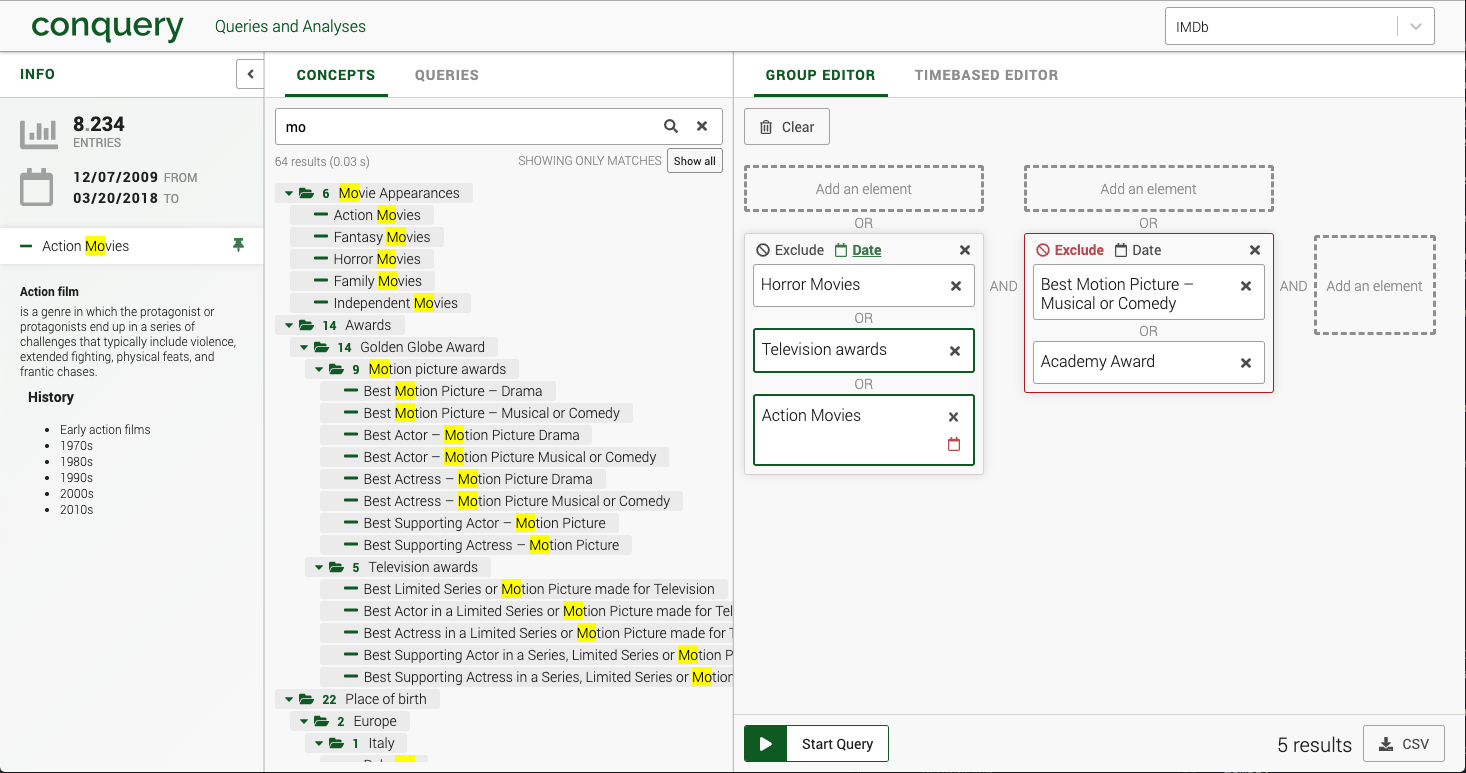 conquery
Queries and Analyses
IMDb
INFO
8.234
ENTRIES
12/07/2009 FROM
03/20/2018 TO
Action Movies
Action film
is a genre in which the protagonist or
protagonists end up in a series of
challenges that typically include violence,
extended fighting, physical feats, and
frantic chases.
History
Early action films
1970s
1980s
1990s
2000s
2010s
CONCEPTS QUERIES
mo
64 results (0.03 s) SHOWING ONLY MATCHES Show all
6 Movie Appearances
Action Movies
Fantasy Movies
Horror Movies
Family Movies
Independent Movies
14 Awards
14 Golden Globe Award
9 Motion picture awards
Best Motion Picture – Drama
Best Motion Picture – Musical or Comedy
Best Actor – Motion Picture Drama
Best Actor – Motion Picture Musical or Comedy
Best Actress – Motion Picture Drama
Best Actress – Motion Picture Musical or Comedy
Best Supporting Actor – Motion Picture
Best Supporting Actress – Motion Picture
5 Television awards
Best Limited Series or Motion Picture made for Television
Best Actor in a Limited Series or Motion Picture made for Tel
Best Actress in a Limited Series or Motion Picture made for T
Best Supporting Actor in a Series, Limited Series or Motion P
Best Supporting Actress in a Series, Limited Series or Motion
22 Place of birth
2 Europe
1 Italy
GROUP EDITOR TIMEBASED EDITOR
Clear
Add an element
OR
Exclude Date
Horror Movies
OR
Television awards
OR
Action Movies
AND
Add an element
OR
Exclude Date
Best Motion Picture –
Musical or Comedy
OR
Academy Award
AND
Add an element
Start Query
5 results
CSV